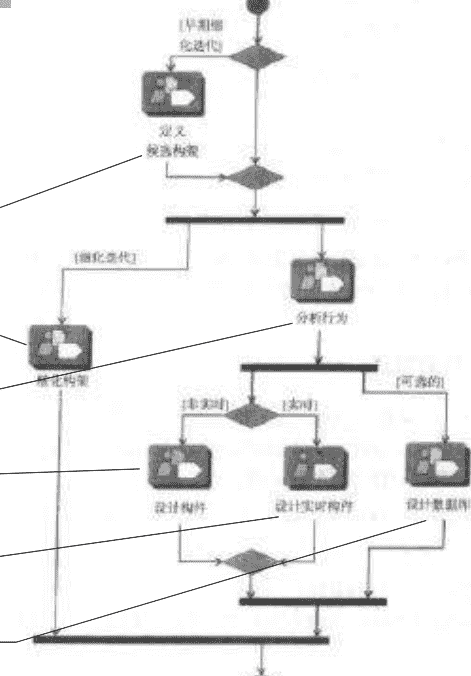 [早期细
化迭代]
定义
候选构架
[细化迭代]
分析行为
构架
[可选的]
[非实时]
[实时]
设计构件
设计实时构件
设计数据库